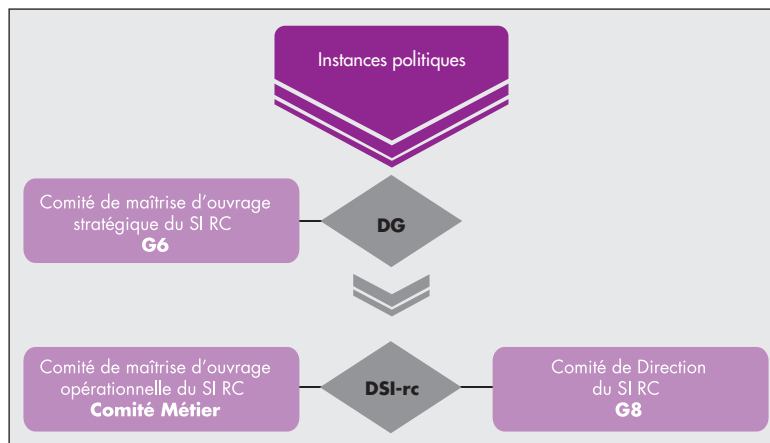 Instances politiques
Comité de maîtrise d'ouvrage
stratégique du SI RC
G6
DG
Comité de maîtrise d'ouvrage
opérationnelle du SI RC
Comité Métier
DSI-rc
Comité de Direction
du SI RC
G8